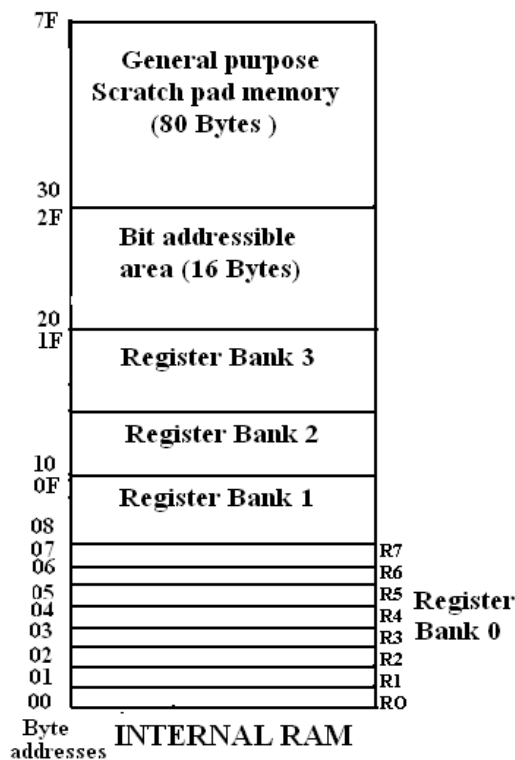 7F
General purpose
Scratch pad memory
(80 Bytes )
30
2F
Bit addressible
area (16 Bytes)
20
1F
Register Bank 3
Register Bank 2
10
0F
Register Bank 1
08
07 R7
06 R6
05 R5
04 R4
Register
Bank 0
03 R3
02 R2
01 R1
00 RO
Byte
addresses
INTERNAL RAM